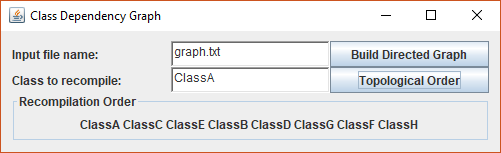 Class Dependency Graph
Input file name: graph.txt Build Directed Graph
Class to recompile: ClassA Topological Order
Recompilation Order
ClassA ClassC ClassE ClassB ClassD ClassG ClassF ClassH